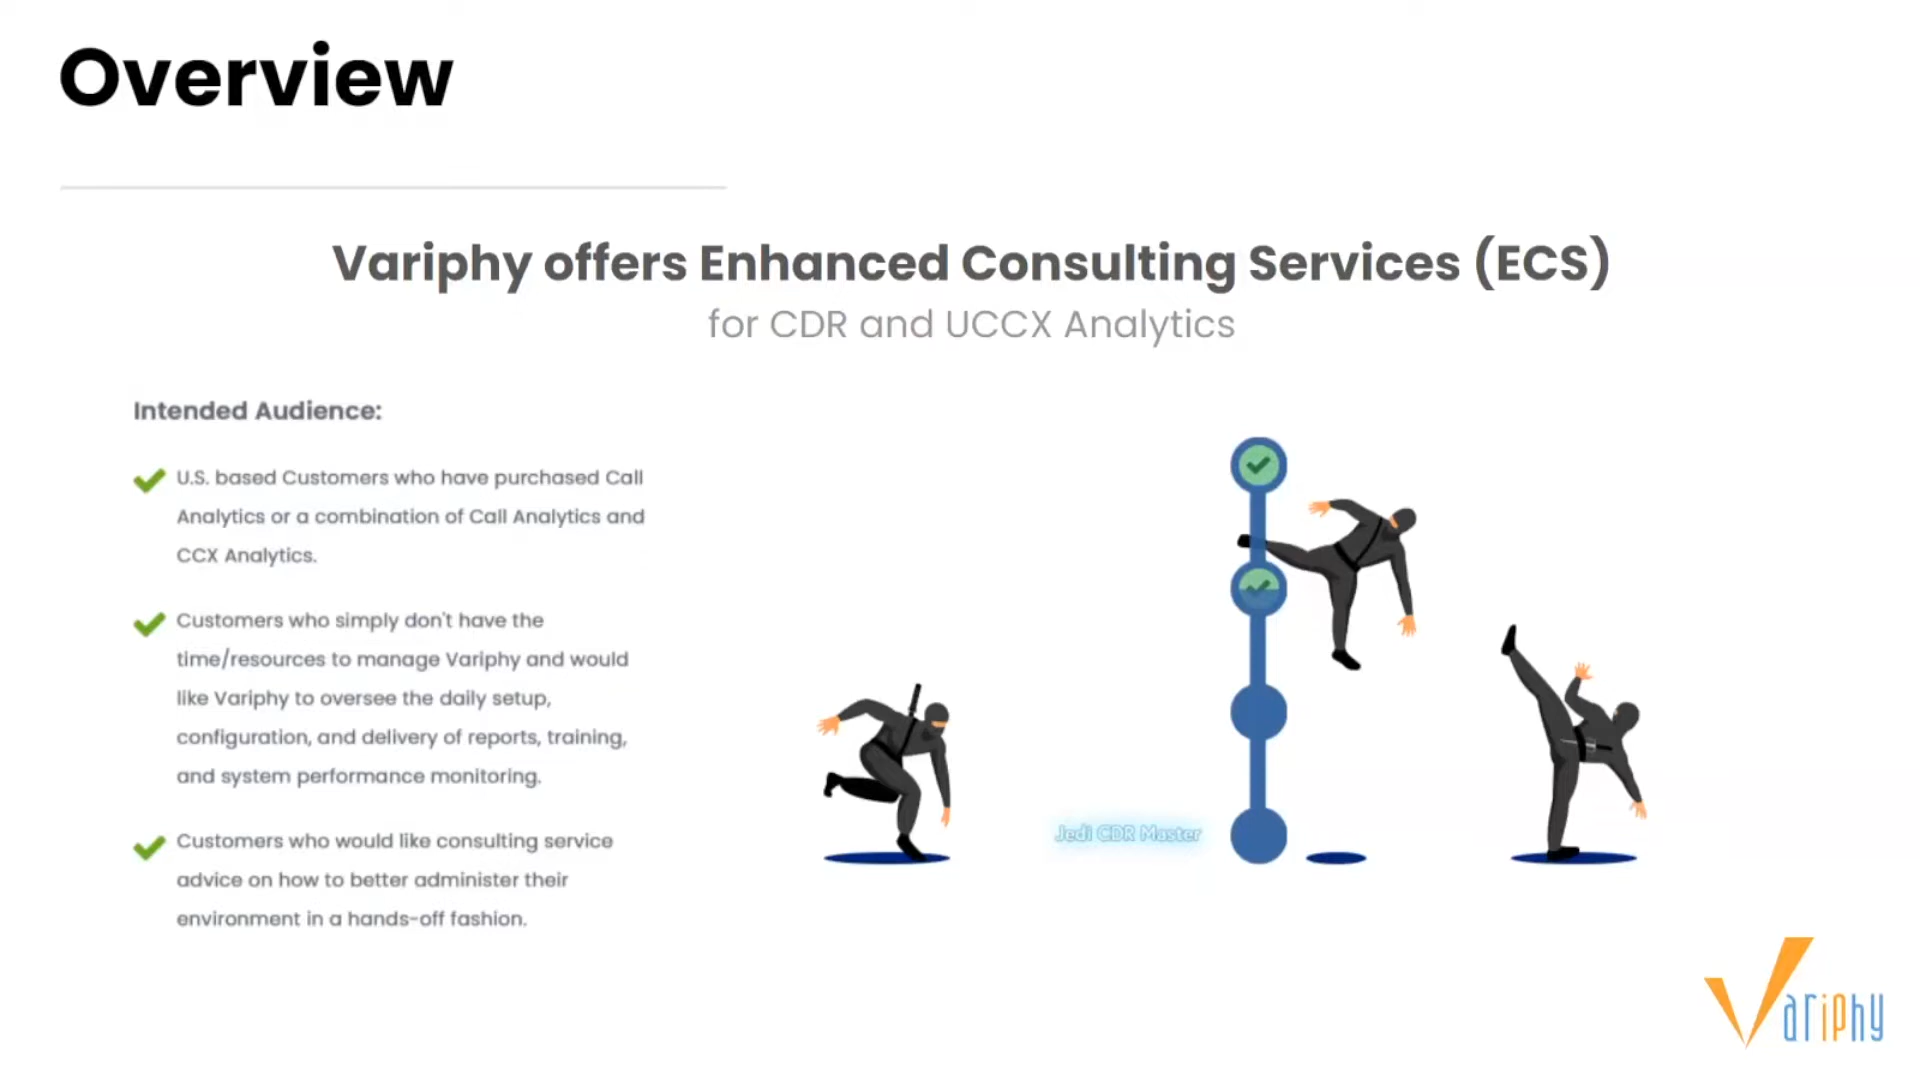 Overview
Variphy offers Enhanced Consulting Services (ECS)
for CDR and UCCX Analytics
Intended Audience:
U.S. based Customers who have purchased Call
Analytics or a combination of Call Analytics and
CCX Analytics.
Customers who simply don't have the
time/resources to manage Variphy and would
like Variphy to oversee the daily setup,
configuration, and delivery of reports, training,
and system performance monitoring.
Customers who would like consulting service
advice on how to better administer their
environment in a hands-off fashion.
Jedi CDR Master
Variphy